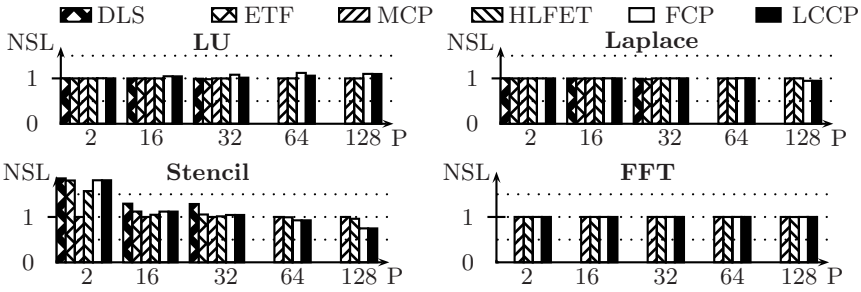 DLS ETF MCP HLFET FCP LCCP
NSL LU NSL Laplace
1 1
0 0
2 16 32 64 128 P 2 16 32 64 128 P
NSL Stencil NSL FFT
1 1
0 0
2 16 32 64 128 P 2 16 32 64 128 P